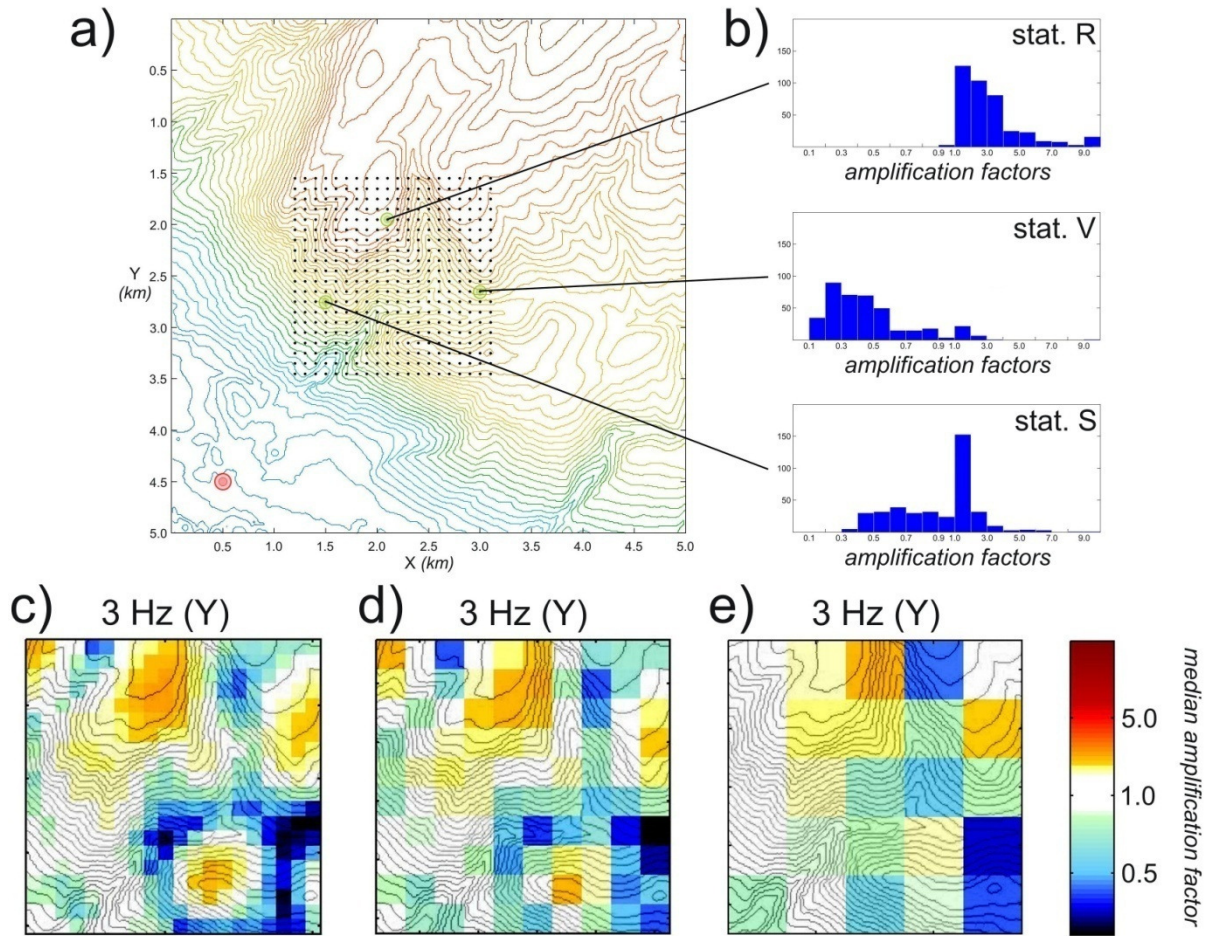 a)
0.5
1.0
1.5
2.0
2.5
3.0
3.5
4.0
4.5
5.0
Y
(km)
0.5 1.0 1.5 2.0 2.5 3.0 3.5 4.0 4.5 5.0
X (km)
b)
stat. R
150
100
50
0.1 0.3 0.5 0.7 0.9 1.0 3.0 5.0 7.0 9.0
amplification factors
stat. V
150
100
50
0.1 0.3 0.5 0.7 0.9 1.0 3.0 5.0 7.0 9.0
amplification factors
stat. S
150
100
50
0.1 0.3 0.5 0.7 0.9 1.0 3.0 5.0 7.0 9.0
amplification factors
c)
3 Hz (Y)
d)
3 Hz (Y)
e)
3 Hz (Y)
5.0
1.0
0.5
median amplification factor